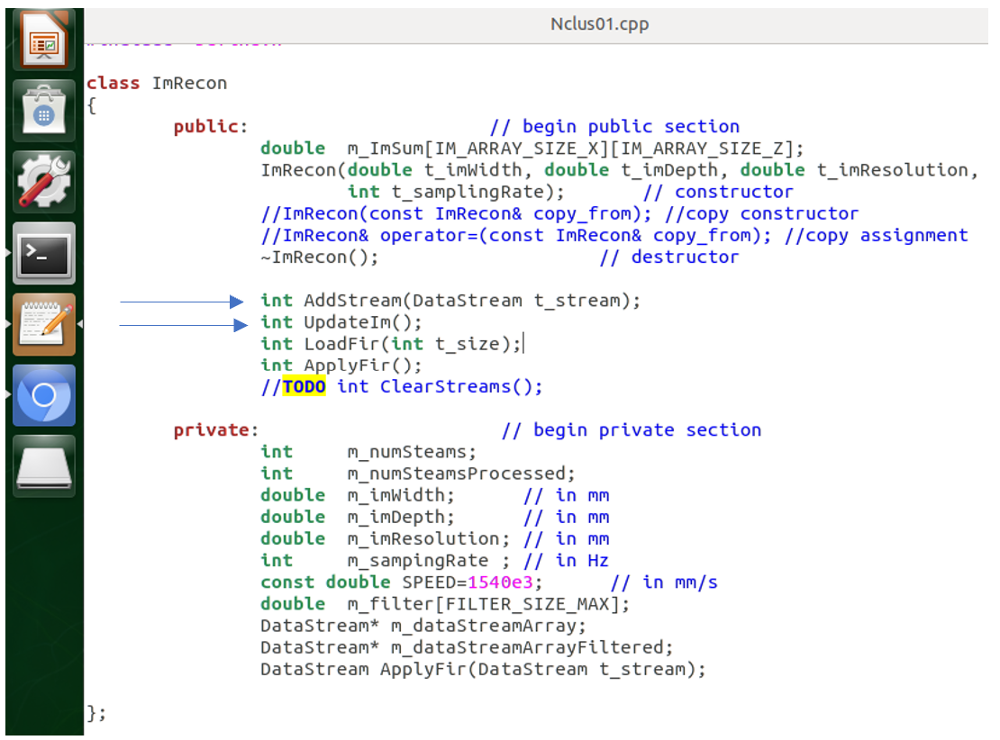 Nclus01.cpp
class ImRecon
{
public: // begin public section
double m_ImSum[IM_ARRAY_SIZE_X][IM_ARRAY_SIZE_Z];
ImRecon(double t_imWidth, double t_imDepth, double t_imResolution,
int t_samplingRate); // constructor
//ImRecon(const ImRecon& copy_from); //copy constructor
//ImRecon& operator=(const ImRecon& copy_from); //copy assignment
~ImRecon(); // destructor
int AddStream(DataStream t_stream);
int UpdateIm();
int LoadFir(int t_size);
int ApplyFir();
//TODO int ClearStreams();
private: // begin private section
int m_numSteams;
int m_numSteamsProcessed;
double m_imWidth; // in mm
double m_imDepth; // in mm
double m_imResolution; // in mm
int m_sampingRate ; // in Hz
const double SPEED=1540e3; // in mm/s
double m_filter[FILTER_SIZE_MAX];
DataStream* m_dataStreamArray;
DataStream* m_dataStreamArrayFiltered;
DataStream ApplyFir(DataStream t_stream);
};